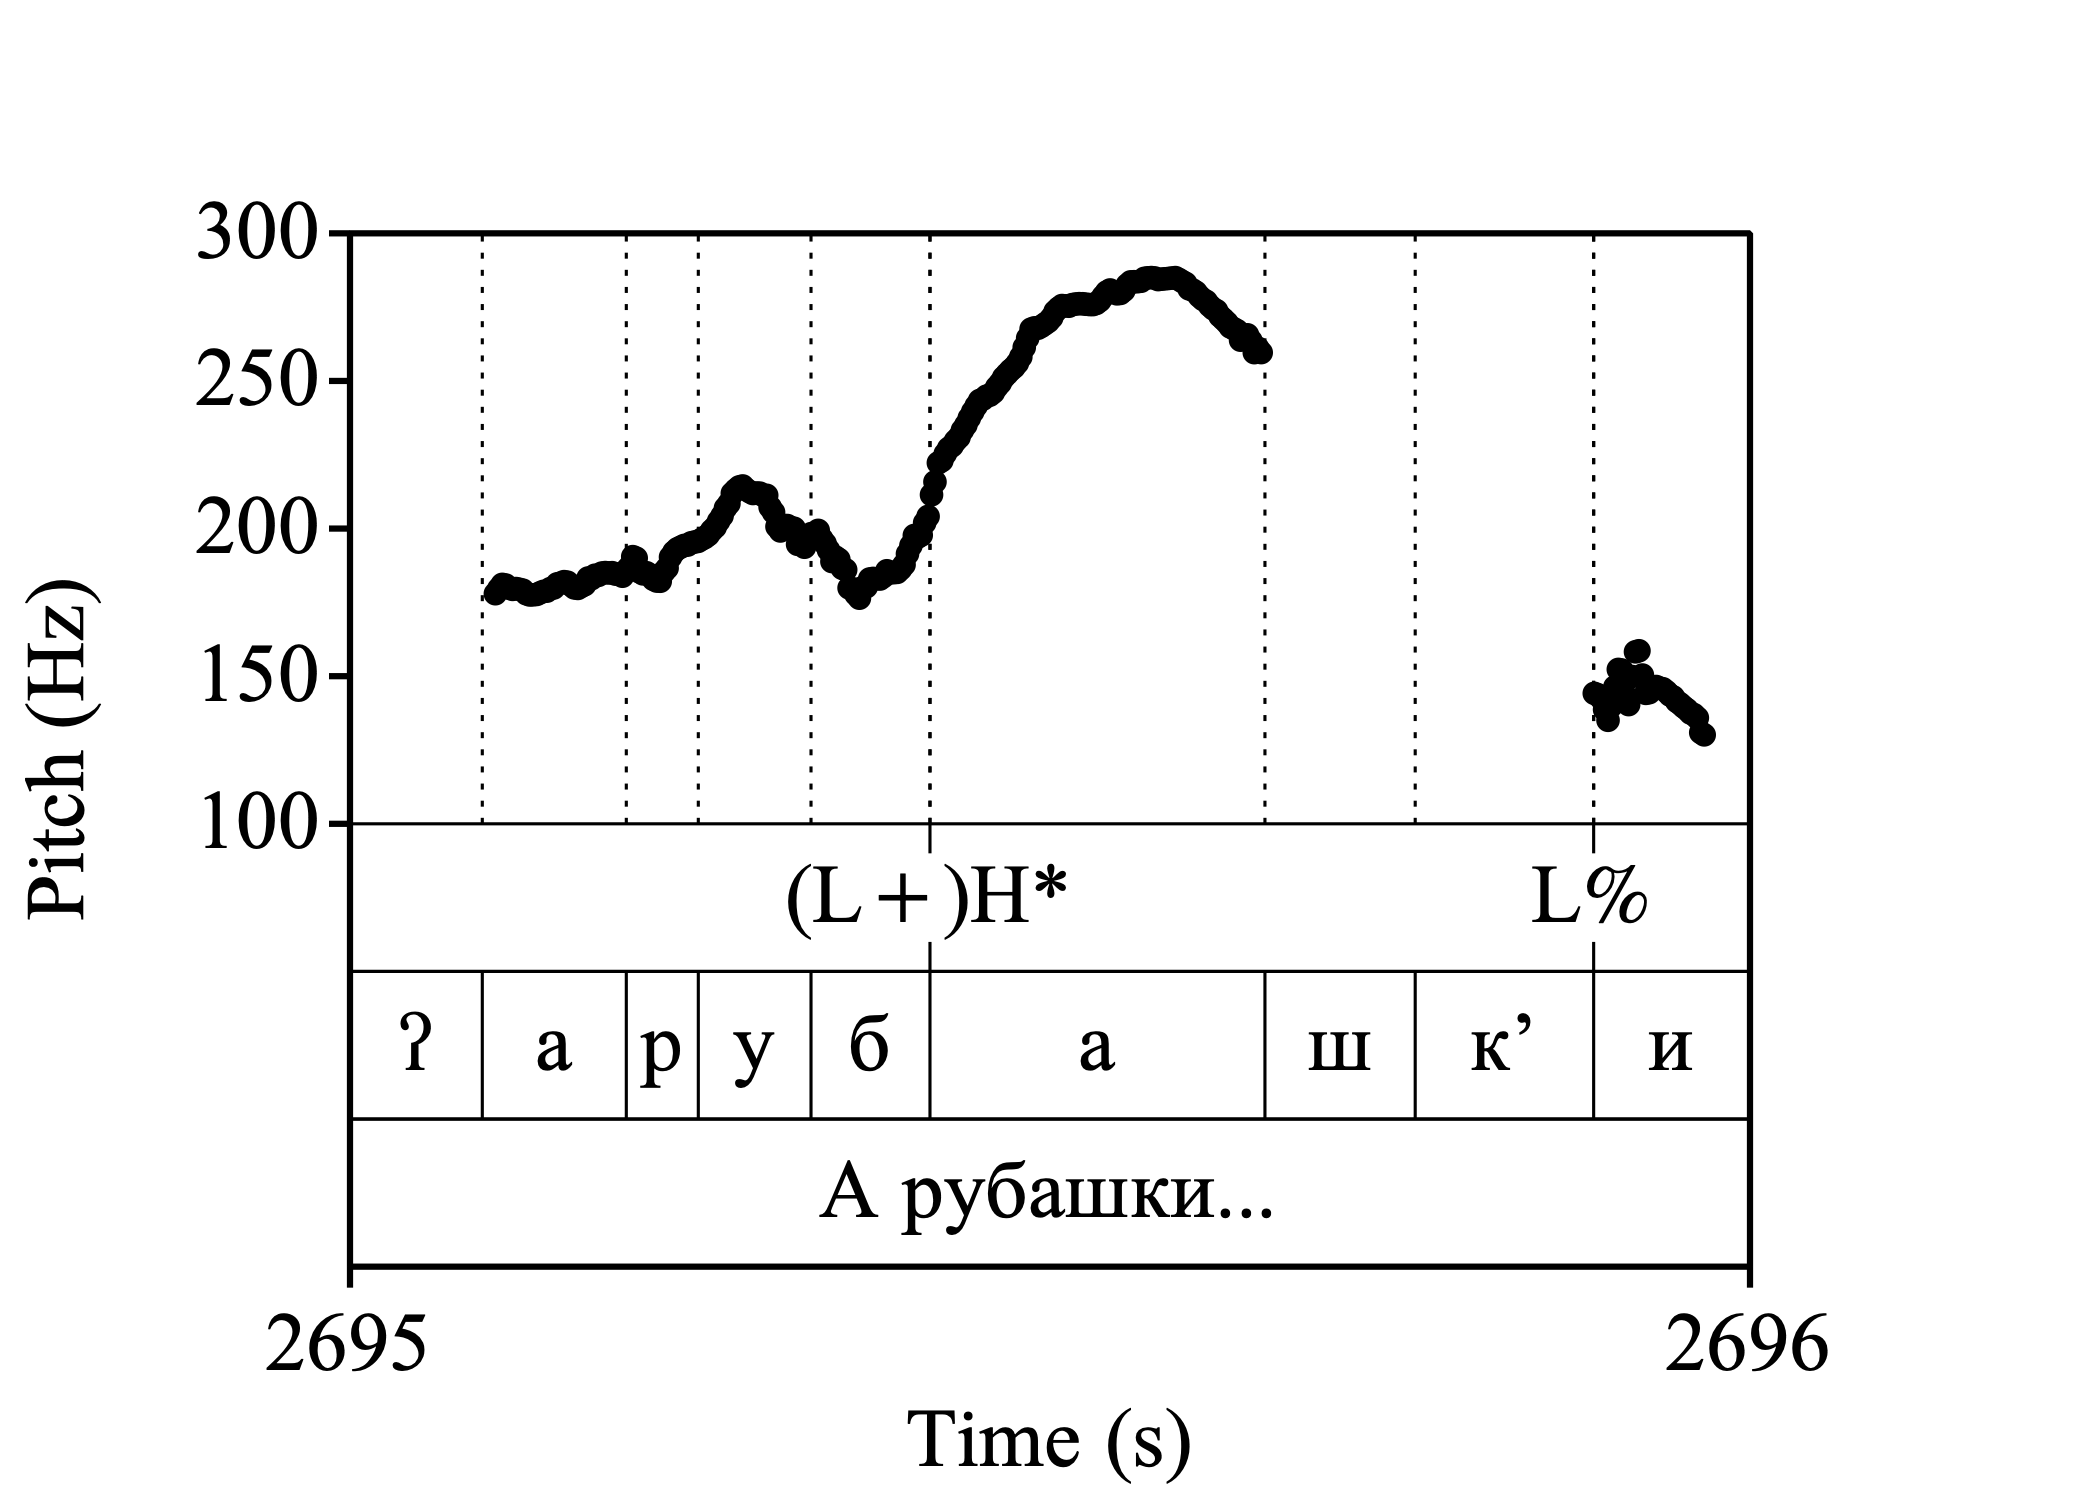 300
250
200
150
100
Pitch (Hz)
(L+)H* L%
ʔ а р у б а ш к’ и
А рубашки...
2695 2696
Time (s)